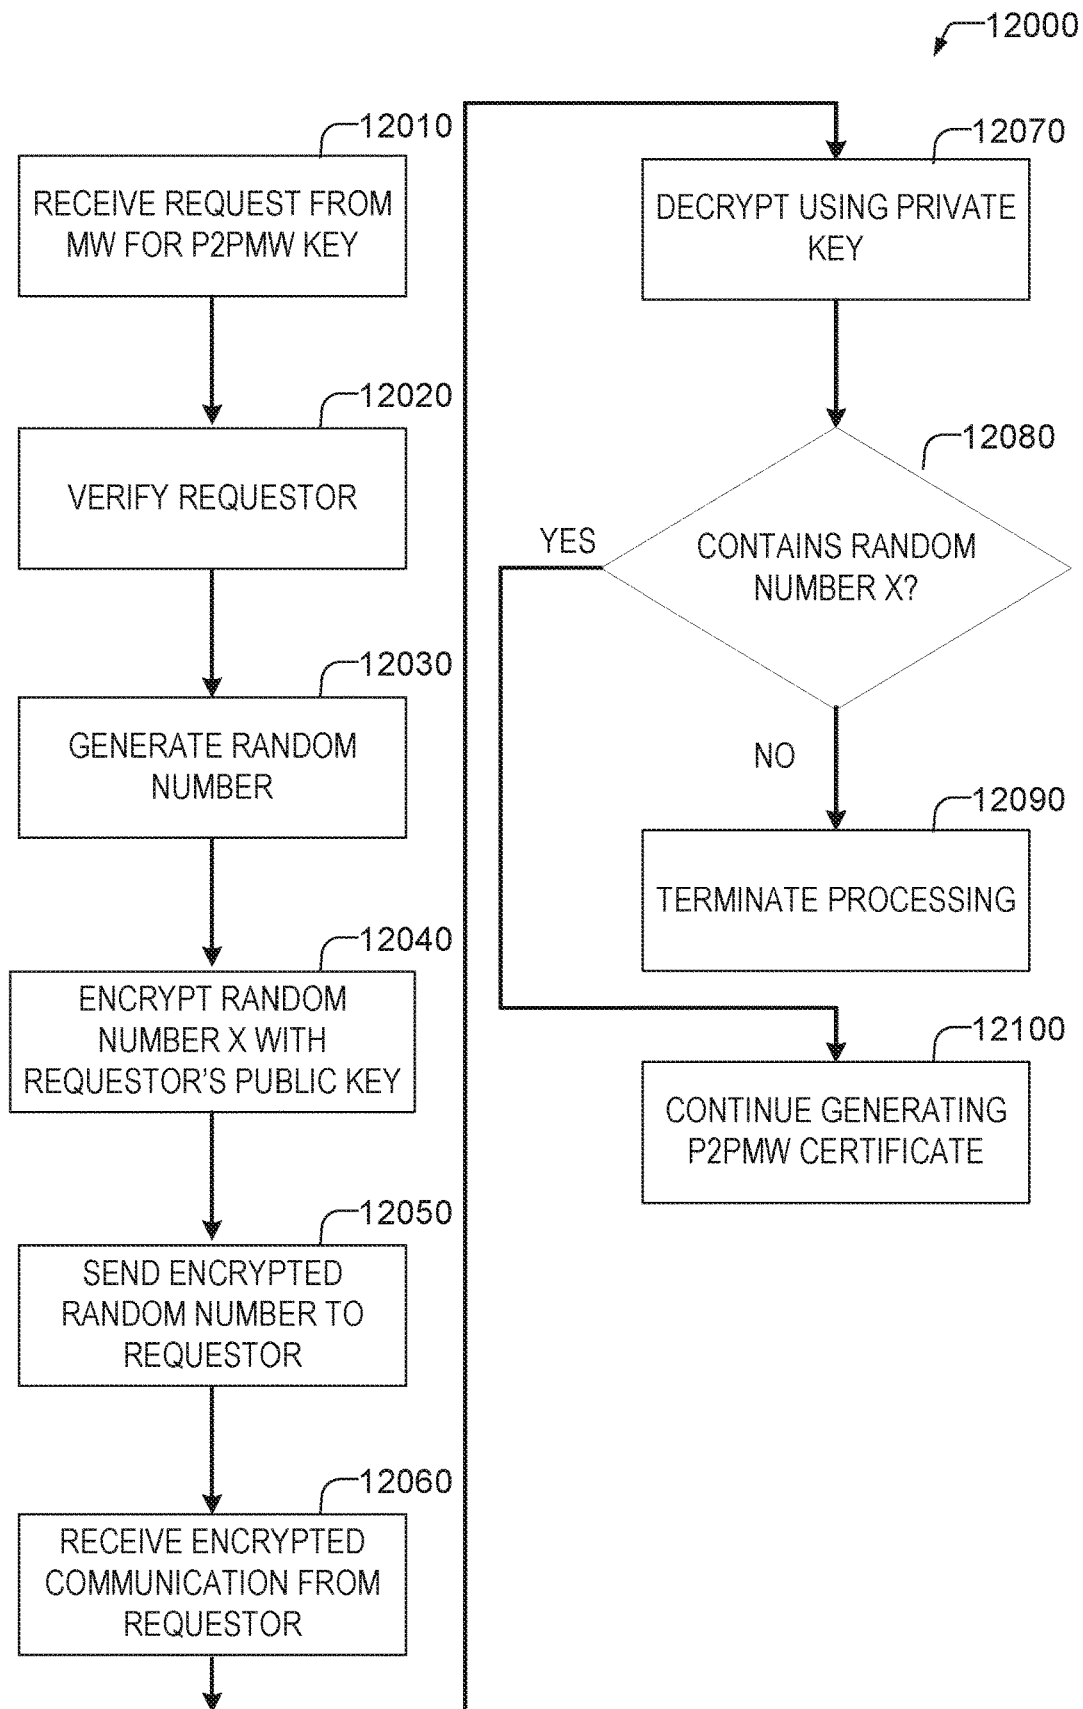 12000
12010
RECEIVE REQUEST FROM
MW FOR P2PMW KEY
12020
VERIFY REQUESTOR
12030
GENERATE RANDOM
NUMBER
12040
ENCRYPT RANDOM
NUMBER X WITH
REQUESTOR'S PUBLIC KEY
12050
SEND ENCRYPTED
RANDOM NUMBER TO
REQUESTOR
12060
RECEIVE ENCRYPTED
COMMUNICATION FROM
REQUESTOR
12070
DECRYPT USING PRIVATE
KEY
12080
CONTAINS RANDOM
NUMBER X?
YES
NO
12090
TERMINATE PROCESSING
12100
CONTINUE GENERATING
P2PMW CERTIFICATE